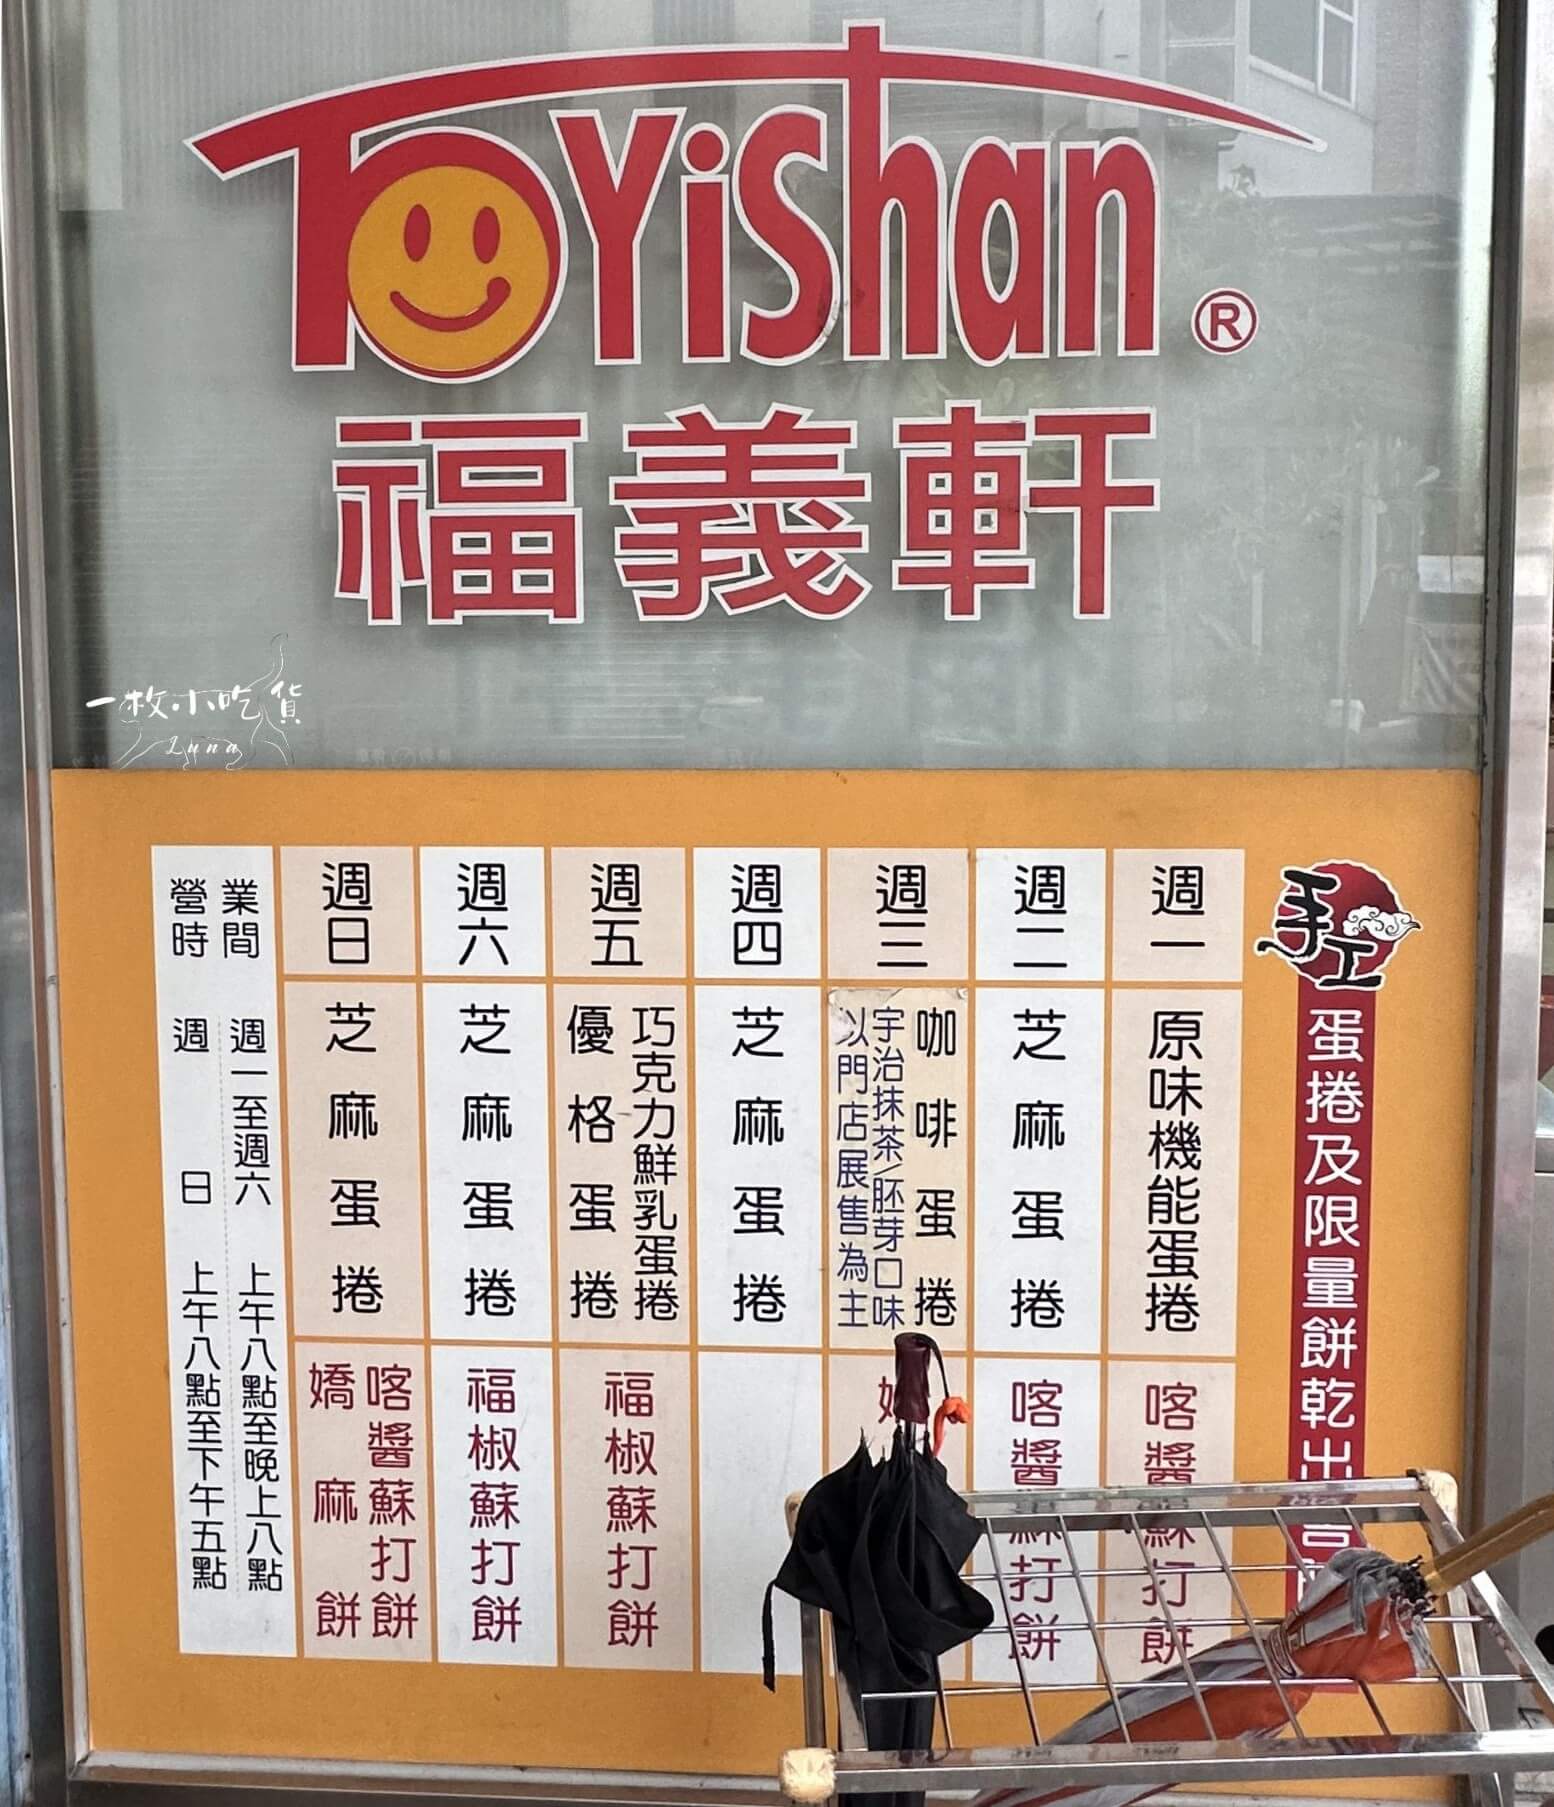 Toyishan®
福義軒
一枚小吃貨
Luna
手工
蛋捲及限量餅乾出
週一
原味機能蛋捲
喀醬蘇打餅
週二
芝麻蛋捲
喀醬蘇打餅
週三
咖啡蛋捲
宇治抹茶/胚芽口味
以門店展售為主
週四
芝麻蛋捲
週五
巧克力鮮乳蛋捲
優格蛋捲
福椒蘇打餅
週六
芝麻蛋捲
福椒蘇打餅
週日
芝麻蛋捲
喀醬蘇打餅
嬌麻餅
業間
營時
週一至週六 上午八點至晚上八點
週日 上午八點至下午五點